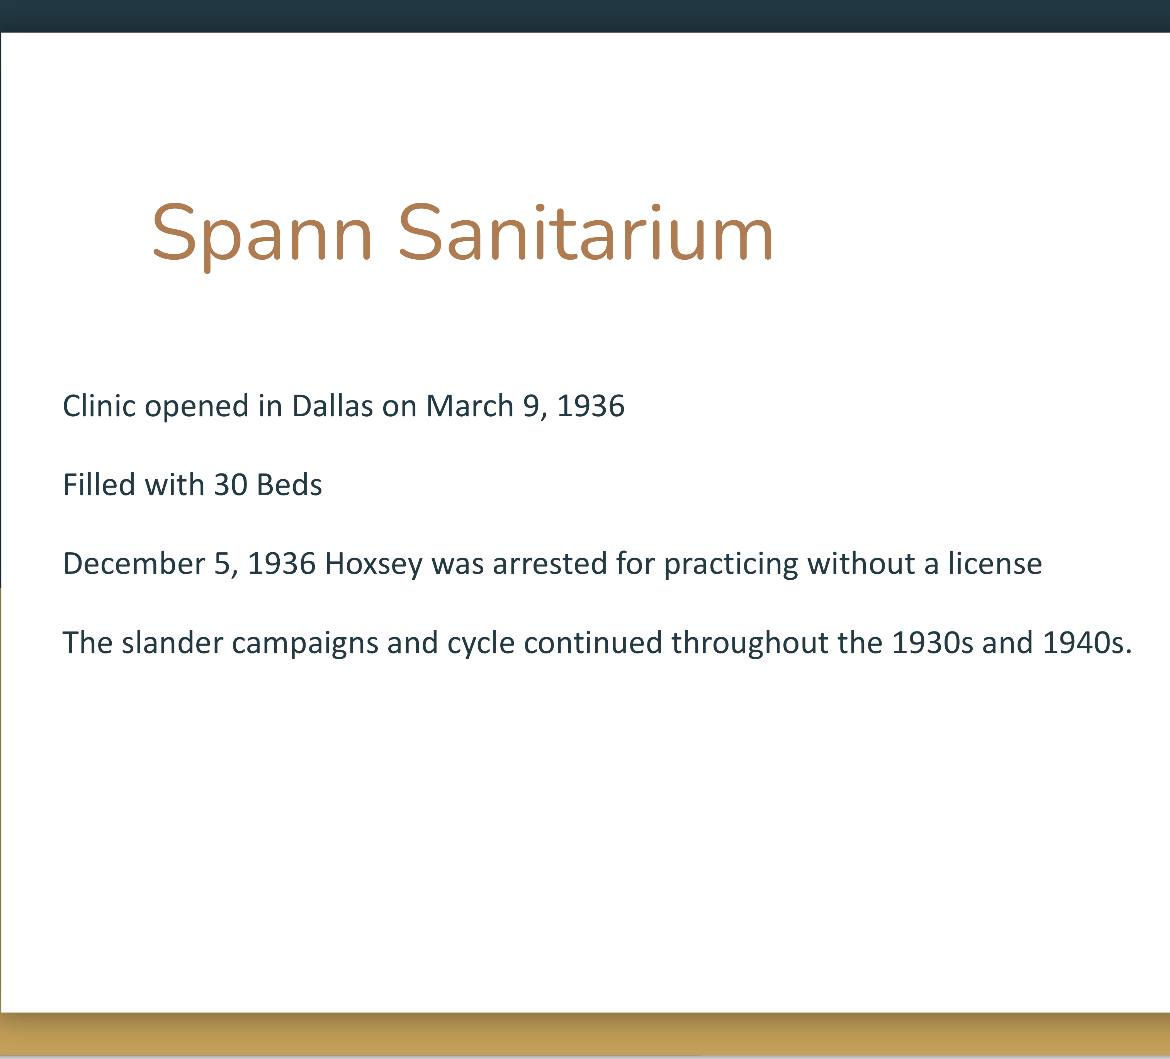 Spann Sanitarium
Clinic opened in Dallas on March 9, 1936
Filled with 30 Beds
December 5, 1936 Hoxsey was arrested for practicing without a license
The slander campaigns and cycle continued throughout the 1930s and 1940s.